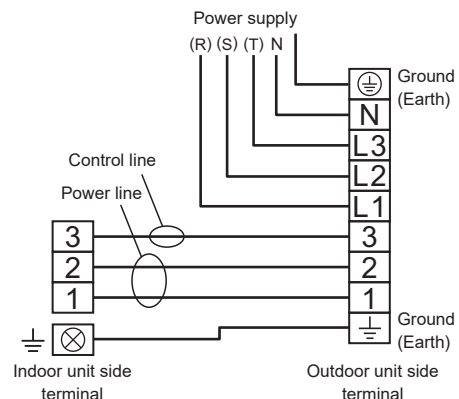 Power supply
(R) (S) (T) N
Ground
(Earth)
N
L3
L2
L1
Control line
Power line
3
2
1
3
2
1
Ground
(Earth)
Indoor unit side
terminal
Outdoor unit side
terminal